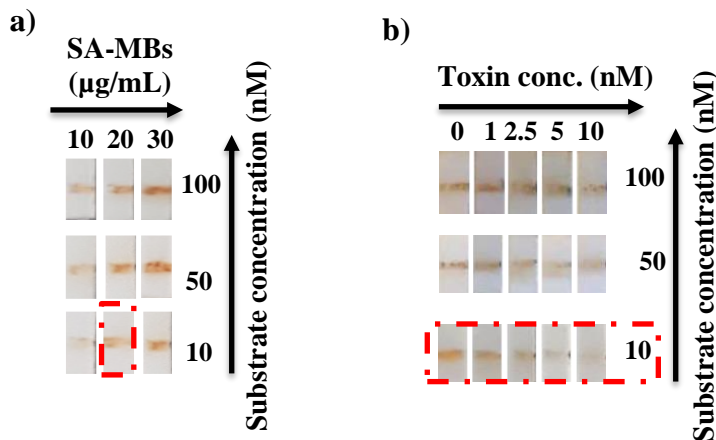 a)
SA-MBs
(µg/mL)
10 20 30
100
50
10
Substrate concentration (nM)
b)
Toxin conc. (nM)
0 1 2.5 5 10
100
50
10
Substrate concentration (nM)